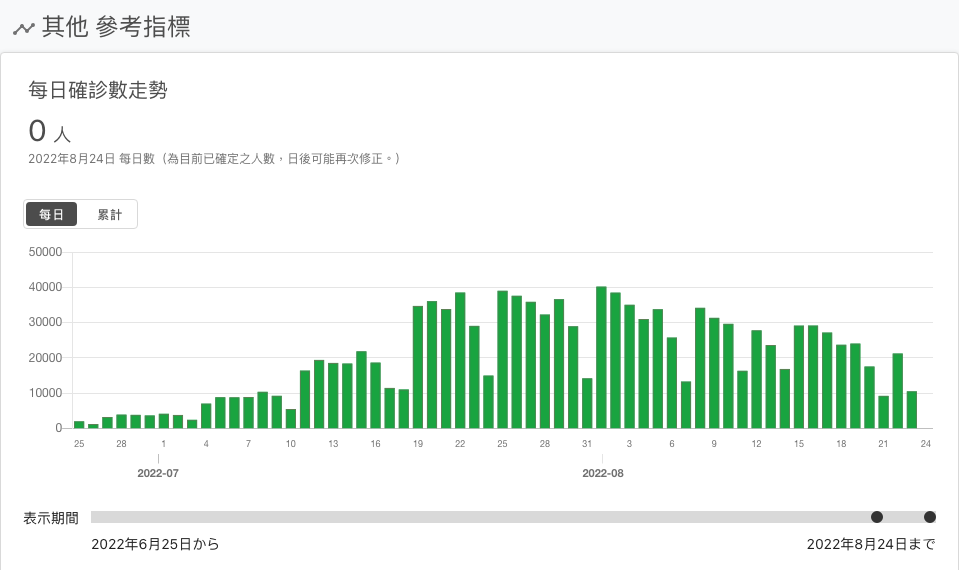 其他 參考指標
每日確診數走勢
0 人
2022年8月24日 每日數（為目前已確定之人數，日後可能再次修正。）
每日 累計
50000
40000
30000
20000
10000
0
25 28 1 4 7 10 13 16 19 22 25 28 31 3 6 9 12 15 18 21 24
2022-07 2022-08
表示期間
2022年6月25日から 2022年8月24日まで